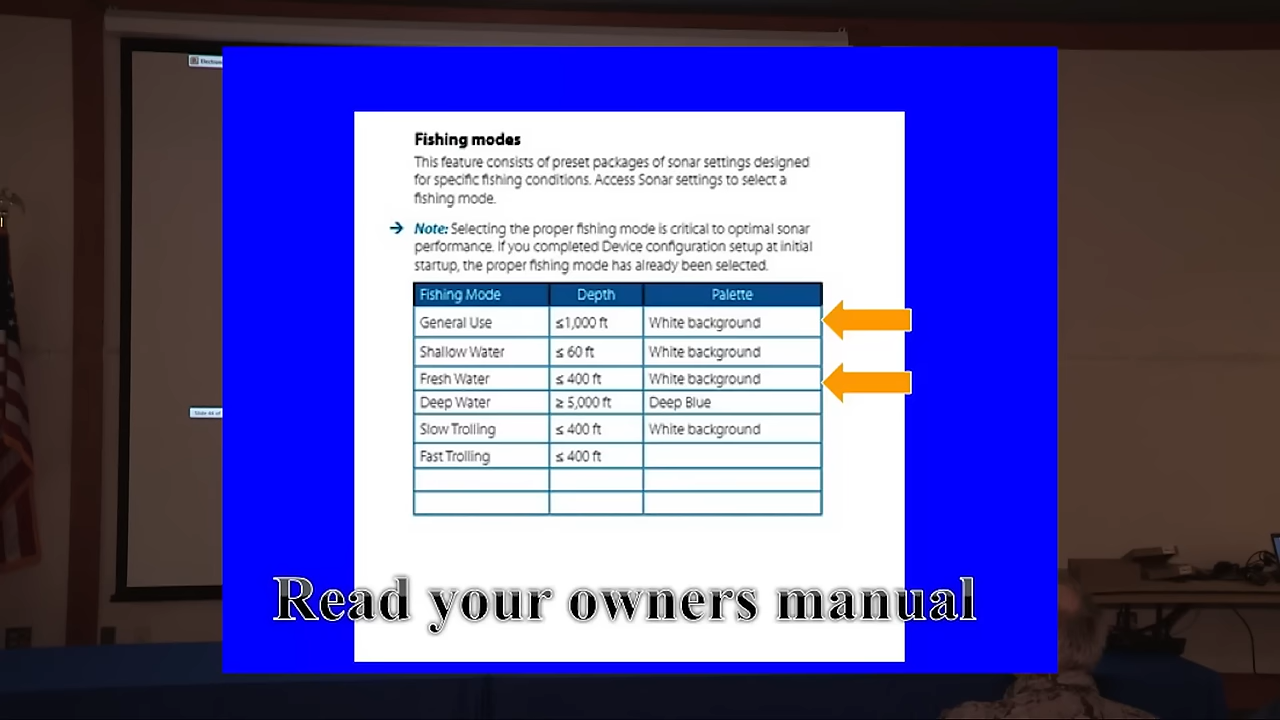 Fishing modes
This feature consists of preset packages of sonar settings designed
for specific fishing conditions. Access Sonar settings to select a
fishing mode.
→ Note: Selecting the proper fishing mode is critical to optimal sonar
performance. If you completed Device configuration setup at initial
startup, the proper fishing mode has already been selected.
Fishing Mode Depth Palette
General Use ≤1,000 ft White background
Shallow Water ≤ 60 ft White background
Fresh Water ≤ 400 ft White background
Deep Water ≥ 5,000 ft Deep Blue
Slow Trolling ≤ 400 ft White background
Fast Trolling ≤ 400 ft
Read your owners manual